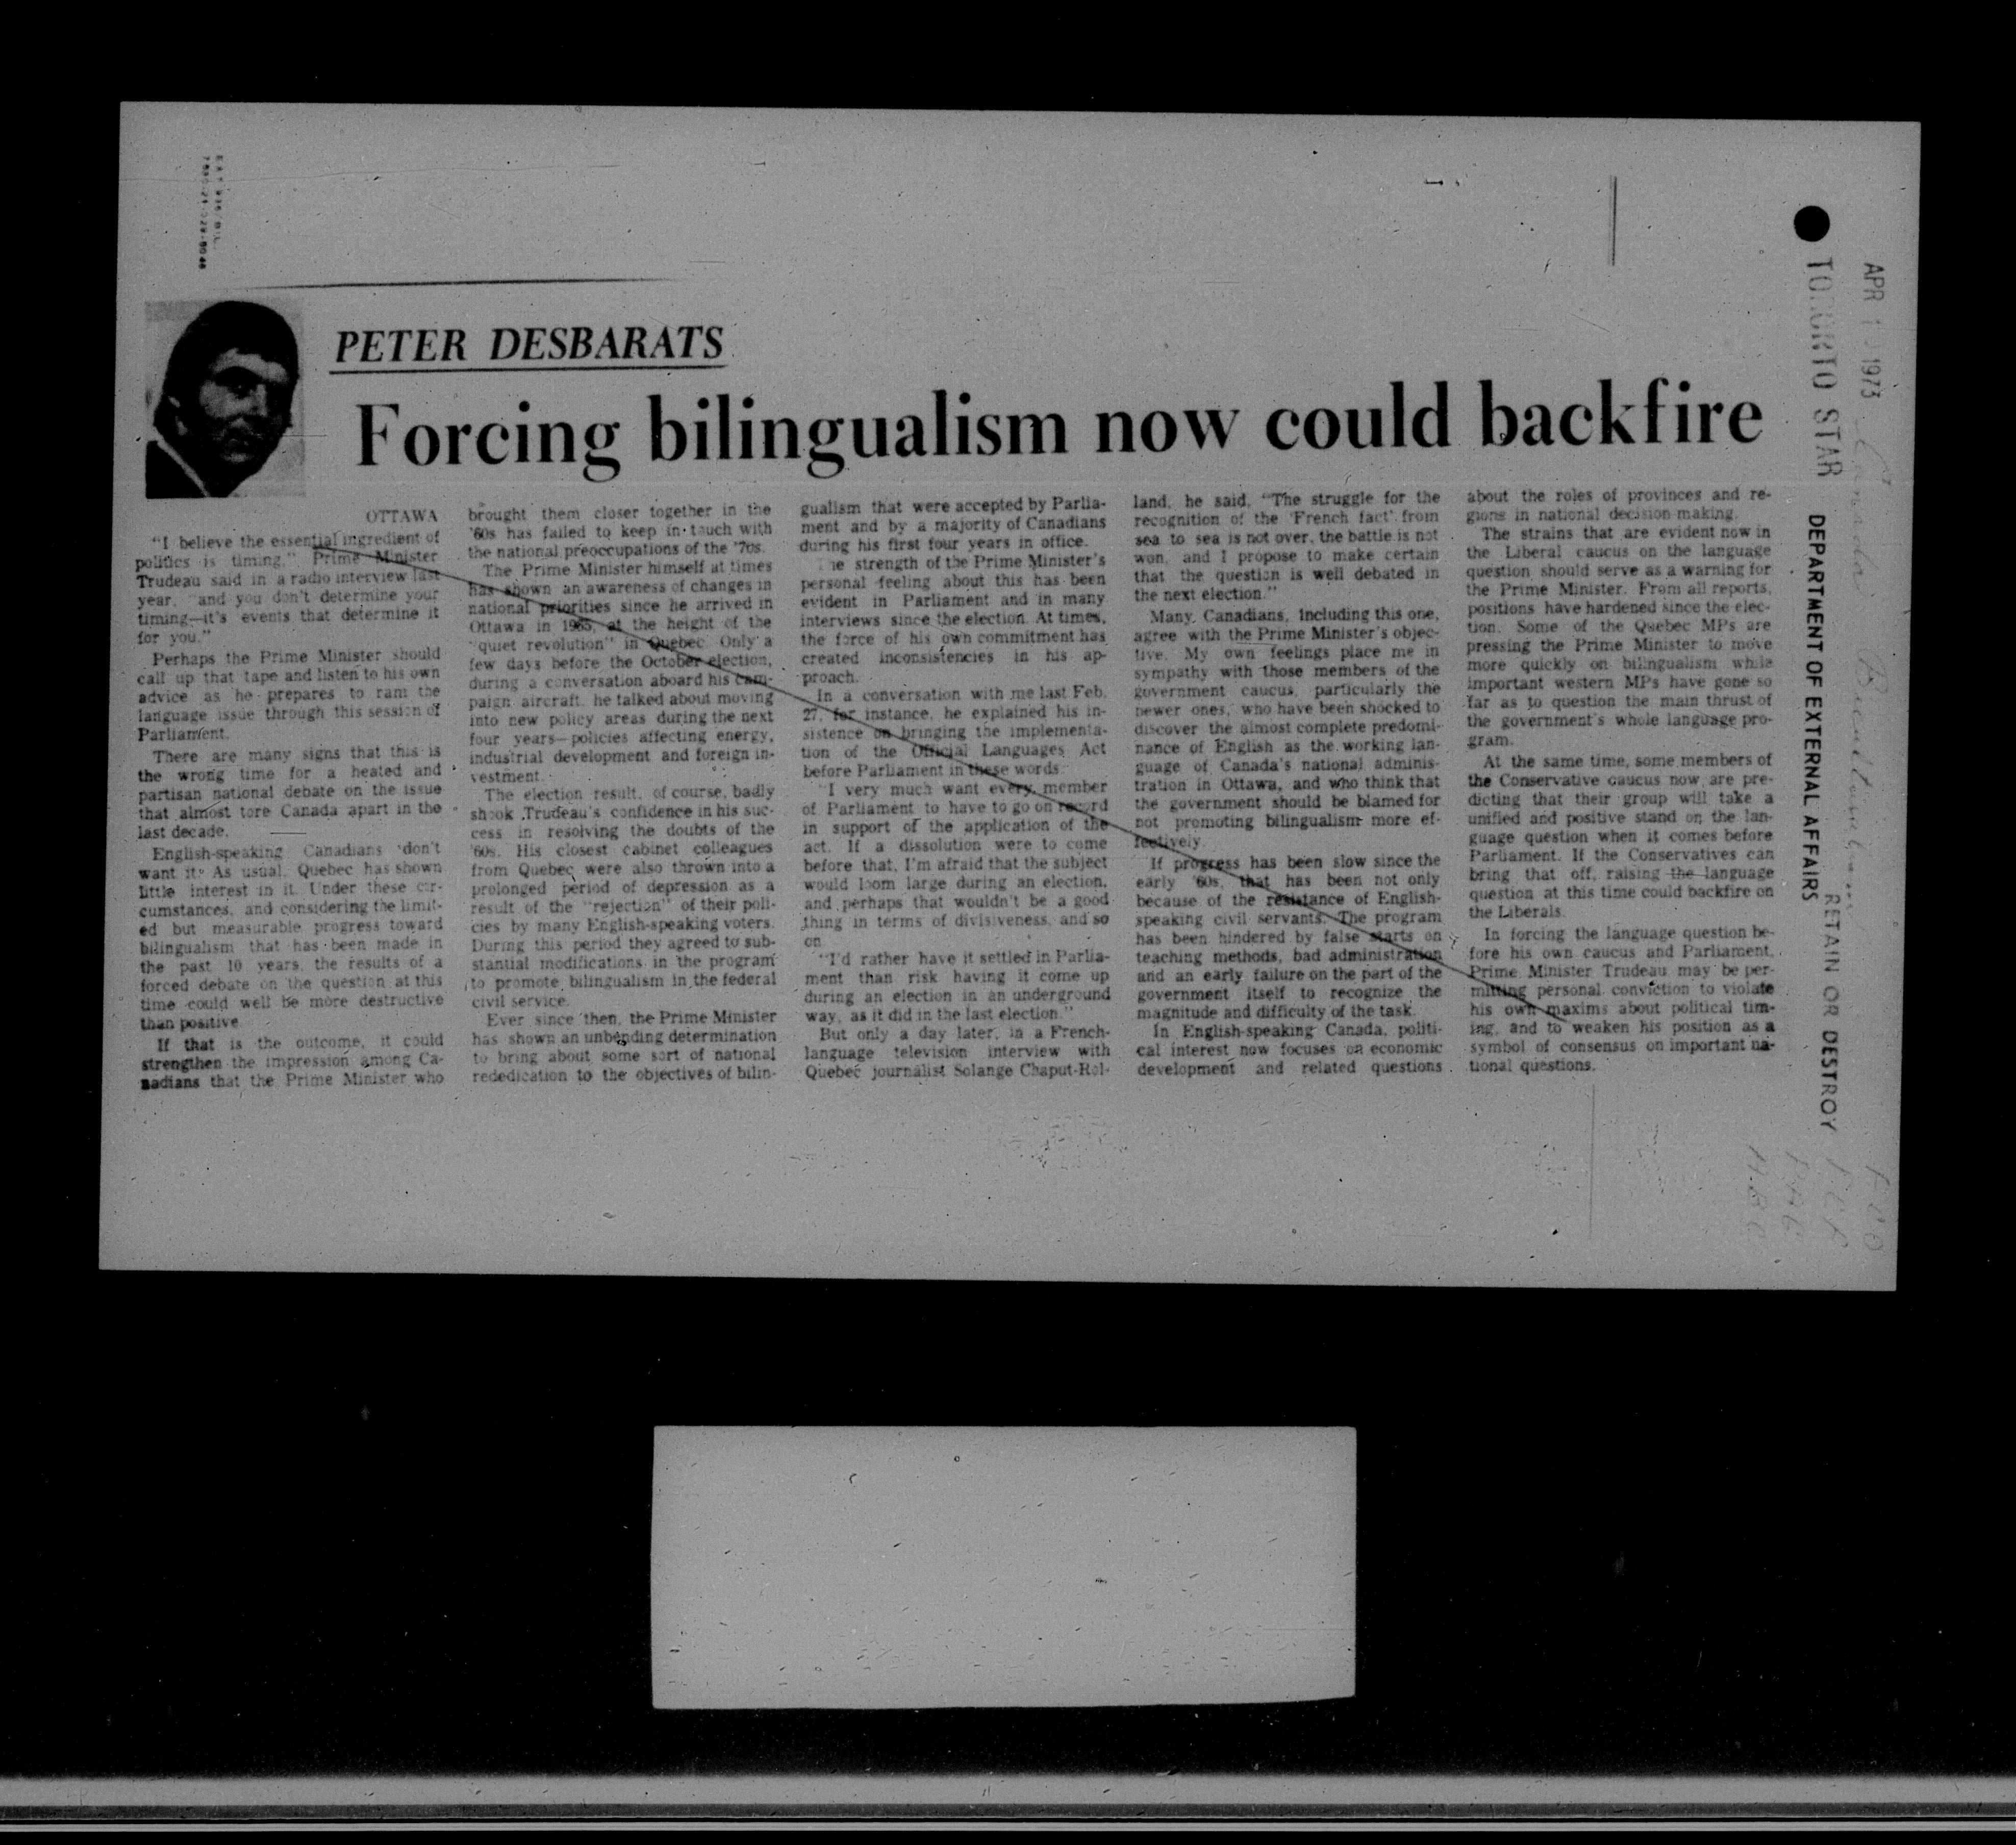 EXT 336/BIL.
7530-21-029-8046
PETER DESBARATS
Forcing bilingualism now could backfire
OTTAWA
"I believe the essential ingredient of
politics is timing," Prime Minister
Trudeau said in a radio interview last
year, "and you don't determine your
timing—it's events that determine it
for you."
Perhaps the Prime Minister should
call up that tape and listen to his own
advice as he prepares to ram the
language issue through this session of
Parliament.
There are many signs that this is
the wrong time for a heated and
partisan national debate on the issue
that almost tore Canada apart in the
last decade.
English-speaking Canadians don't
want it. As usual, Quebec has shown
little interest in it. Under these cir-
cumstances, and considering the limit-
ed but measurable progress toward
bilingualism that has been made in
the past 10 years, the results of a
forced debate on the question at this
time could well be more destructive
than positive.
If that is the outcome, it could
strengthen the impression among Ca-
nadians that the Prime Minister who
brought them closer together in the
'60s has failed to keep in touch with
the national preoccupations of the '70s.
The Prime Minister himself at times
has shown an awareness of changes in
national priorities since he arrived in
Ottawa in 1965, at the height of the
"quiet revolution" in Quebec. Only a
few days before the October election,
during a conversation aboard his cam-
paign aircraft, he talked about moving
into new policy areas during the next
four years—policies affecting energy,
industrial development and foreign in-
vestment.
The election result, of course, badly
shook Trudeau's confidence in his suc-
cess in resolving the doubts of the
'60s. His closest cabinet colleagues
from Quebec were also thrown into a
prolonged period of depression as a
result of the "rejection" of their poli-
cies by many English-speaking voters.
During this period they agreed to sub-
stantial modifications in the program
to promote bilingualism in the federal
civil service.
Ever since then, the Prime Minister
has shown an unbending determination
to bring about some sort of national
rededication to the objectives of bilin-
gualism that were accepted by Parlia-
ment and by a majority of Canadians
during his first four years in office.
he strength of the Prime Minister's
personal feeling about this has been
evident in Parliament and in many
interviews since the election. At times,
the force of his own commitment has
created inconsistencies in his ap-
proach.
In a conversation with me last Feb.
27, for instance, he explained his in-
sistence on bringing the implementa-
tion of the Official Languages Act
before Parliament in these words:
"I very much want every member
of Parliament to have to go on record
in support of the application of the
act. If a dissolution were to come
before that, I'm afraid that the subject
would loom large during an election,
and perhaps that wouldn't be a good
thing in terms of divisiveness, and so
on.
"I'd rather have it settled in Parlia-
ment than risk having it come up
during an election in an underground
way, as it did in the last election."
But only a day later, in a French-
language television interview with
Quebec journalist Solange Chaput-Rol-
land, he said, "The struggle for the
recognition of the 'French fact' from
sea to sea is not over, the battle is not
won, and I propose to make certain
that the question is well debated in
the next election."
Many Canadians, including this one,
agree with the Prime Minister's objec-
tive. My own feelings place me in
sympathy with those members of the
government caucus, particularly the
newer ones, who have been shocked to
discover the almost complete predomi-
nance of English as the working lan-
guage of Canada's national adminis-
tration in Ottawa, and who think that
the government should be blamed for
not promoting bilingualism more ef-
fectively.
If progress has been slow since the
early '60s, that has been not only
because of the resistance of English-
speaking civil servants. The program
has been hindered by false starts on
teaching methods, bad administration
and an early failure on the part of the
government itself to recognize the
magnitude and difficulty of the task.
In English-speaking Canada, politi-
cal interest now focuses on economic
development and related questions
about the roles of provinces and re-
gions in national decision-making.
The strains that are evident now in
the Liberal caucus on the language
question should serve as a warning for
the Prime Minister. From all reports,
positions have hardened since the elec-
tion. Some of the Quebec MPs are
pressing the Prime Minister to move
more quickly on bilingualism while
important western MPs have gone so
far as to question the main thrust of
the government's whole language pro-
gram.
At the same time, some members of
the Conservative caucus now are pre-
dicting that their group will take a
unified and positive stand on the lan-
guage question when it comes before
Parliament. If the Conservatives can
bring that off, raising the language
question at this time could backfire on
the Liberals.
In forcing the language question be-
fore his own caucus and Parliament,
Prime Minister Trudeau may be per-
mitting personal conviction to violate
his own maxims about political tim-
ing, and to weaken his position as a
symbol of consensus on important na-
tional questions.
APR 1 1973
TORONTO STAR
DEPARTMENT OF EXTERNAL AFFAIRS
RETAIN OR DESTROY